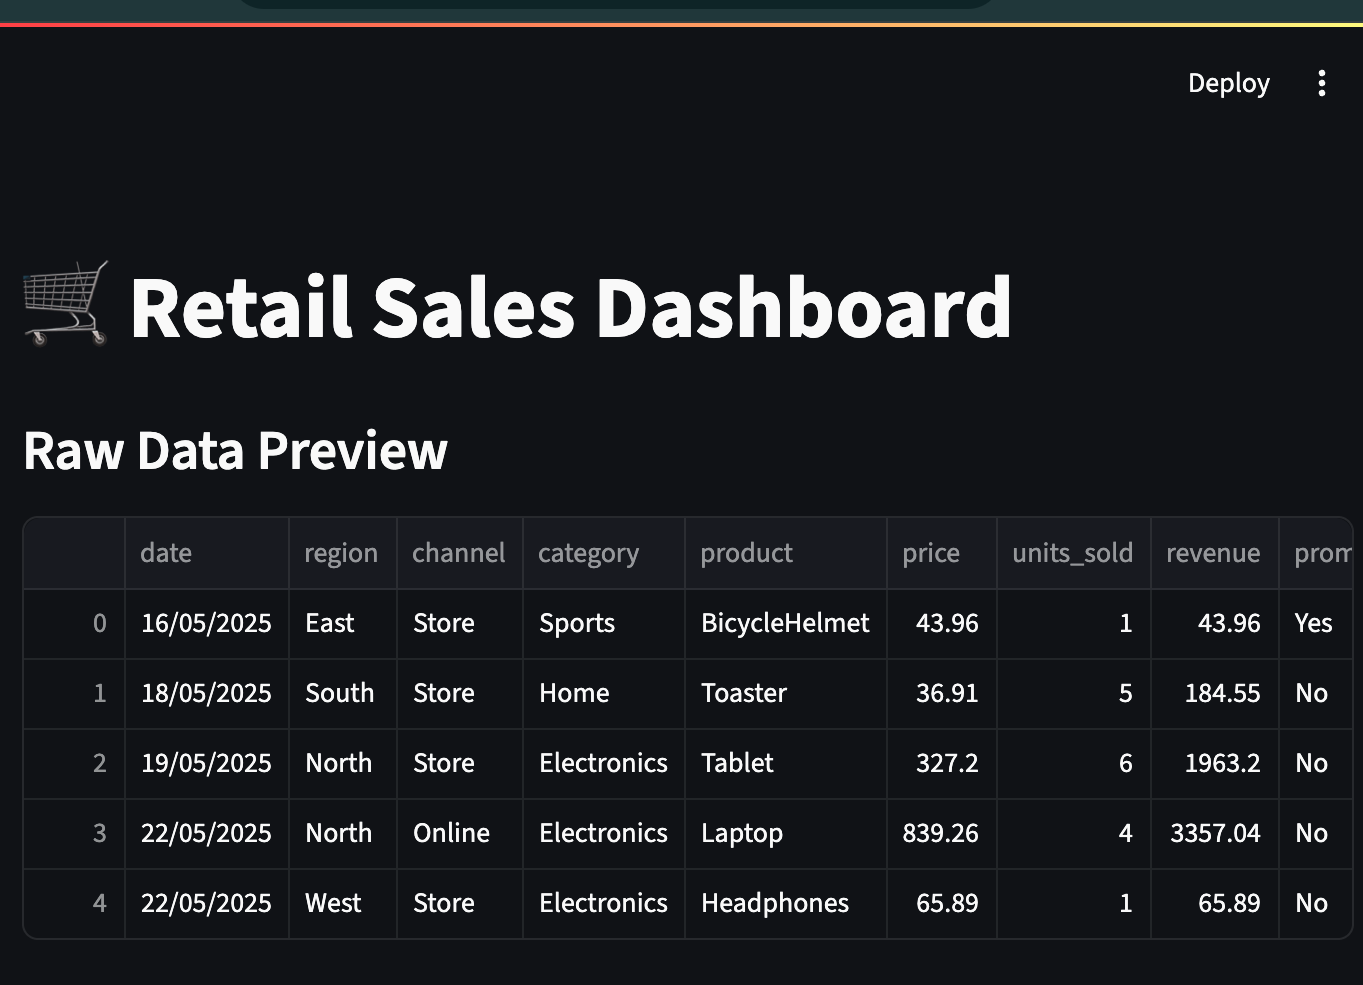 Deploy
Retail Sales Dashboard
Raw Data Preview
date region channel category product price units_sold revenue prom
0 16/05/2025 East Store Sports BicycleHelmet 43.96 1 43.96 Yes
1 18/05/2025 South Store Home Toaster 36.91 5 184.55 No
2 19/05/2025 North Store Electronics Tablet 327.2 6 1963.2 No
3 22/05/2025 North Online Electronics Laptop 839.26 4 3357.04 No
4 22/05/2025 West Store Electronics Headphones 65.89 1 65.89 No